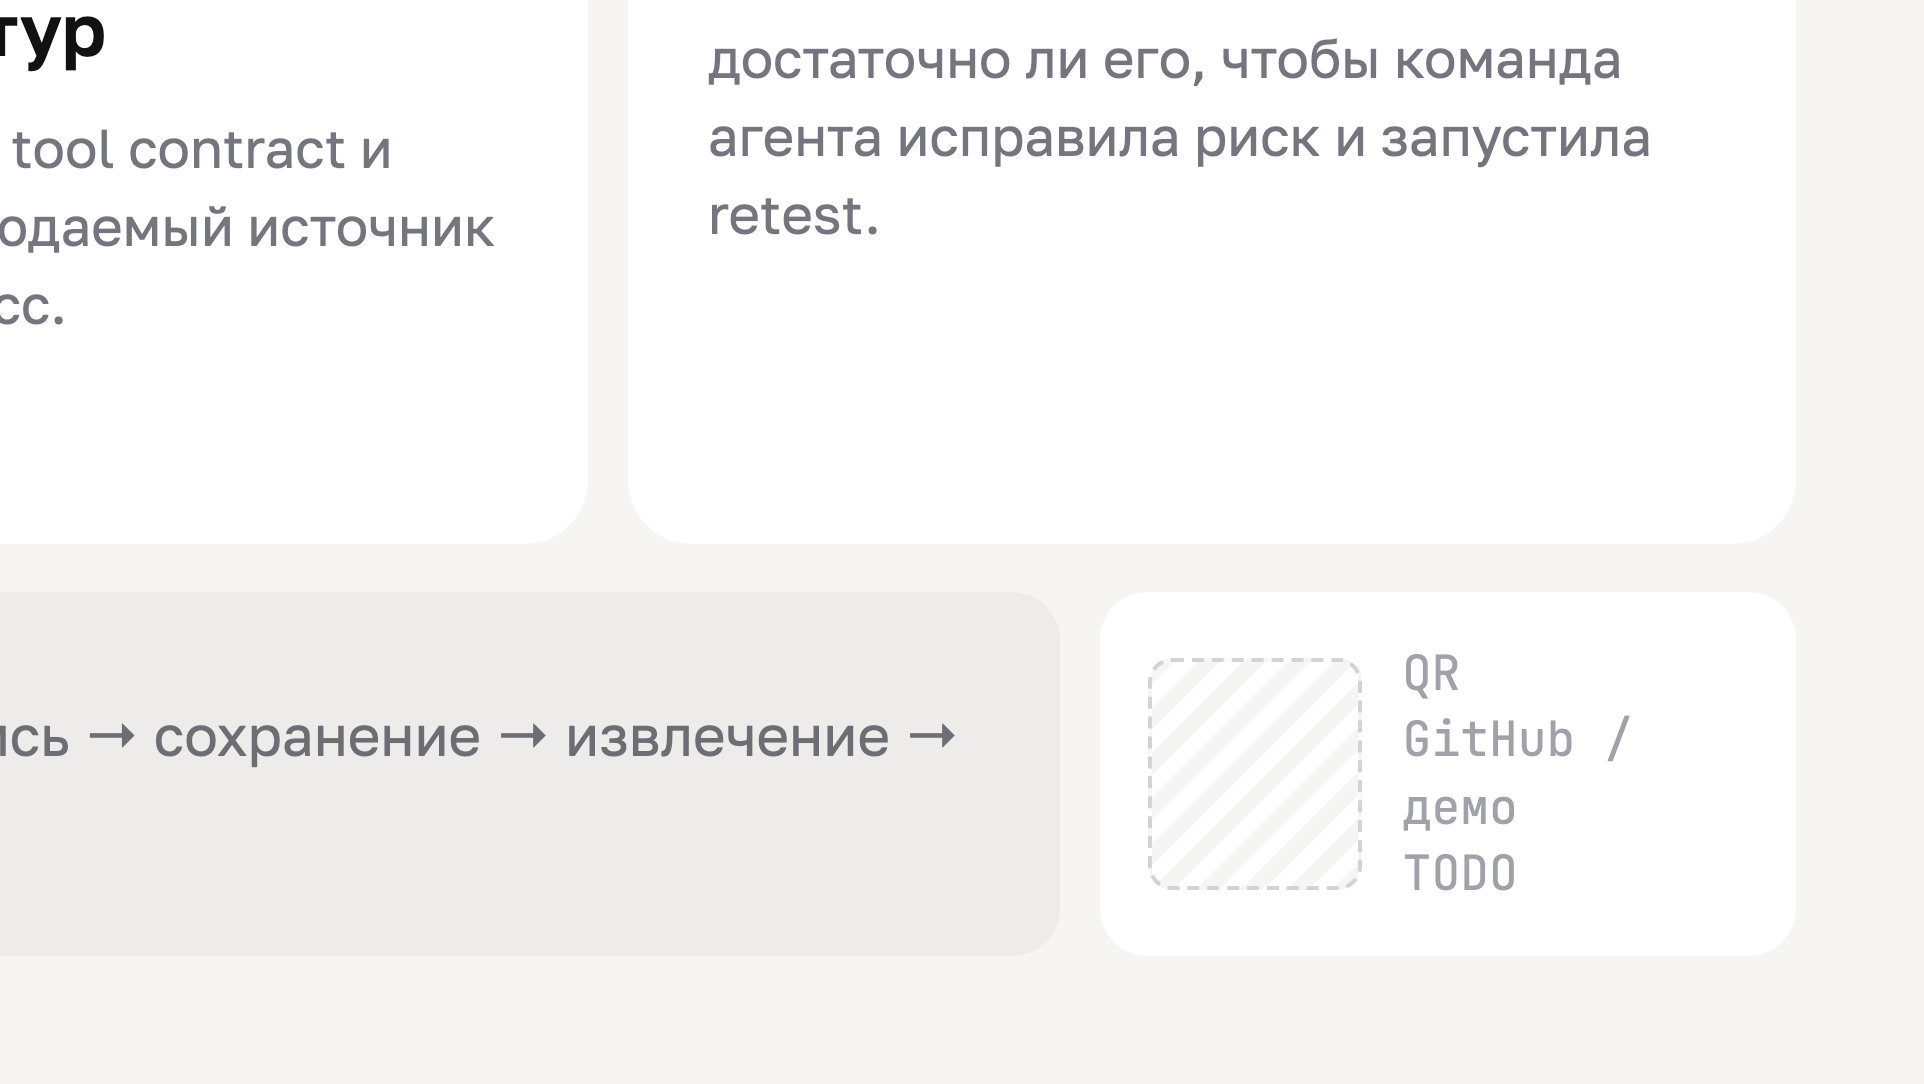 тур
tool contract и
одаемый источник
сс.
достаточно ли его, чтобы команда
агента исправила риск и запустила
retest.
ись → сохранение → извлечение →
QR
GitHub /
демо
TODO